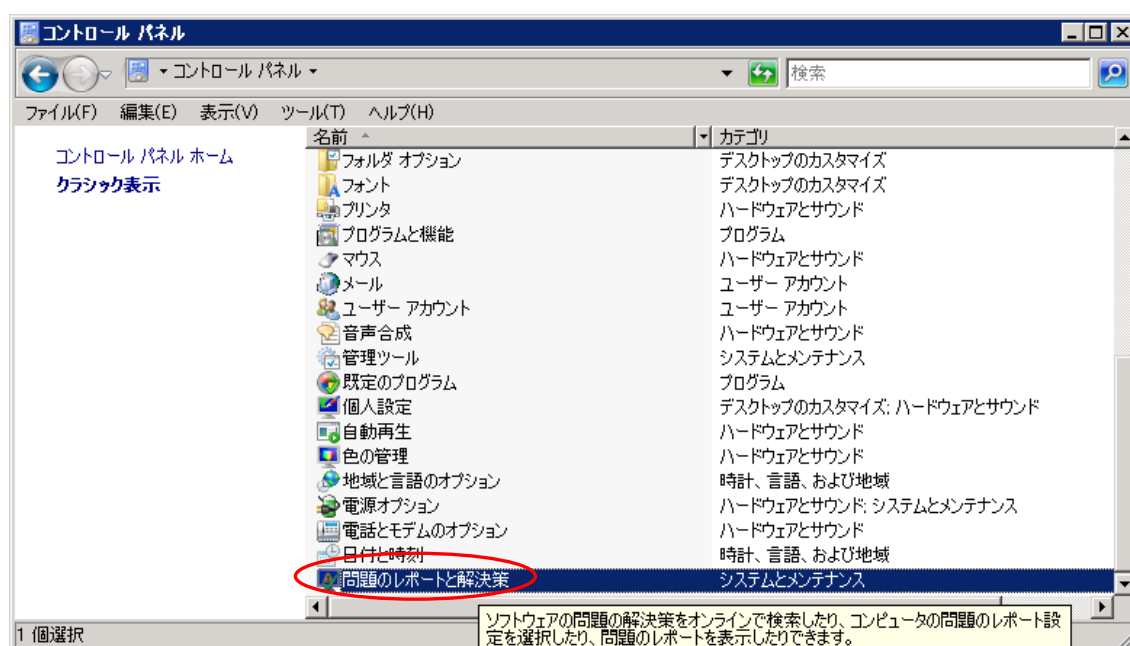 コントロール パネル
コントロール パネル
検索
ファイル(F) 編集(E) 表示(V) ツール(T) ヘルプ(H)
コントロール パネル ホーム
クラシック表示
名前 カテゴリ
フォルダ オプション デスクトップのカスタマイズ
フォント デスクトップのカスタマイズ
プリンタ ハードウェアとサウンド
プログラムと機能 プログラム
マウス ハードウェアとサウンド
メール ユーザー アカウント
ユーザー アカウント ユーザー アカウント
音声合成 ハードウェアとサウンド
管理ツール システムとメンテナンス
既定のプログラム プログラム
個人設定 デスクトップのカスタマイズ; ハードウェアとサウンド
自動再生 ハードウェアとサウンド
色の管理 ハードウェアとサウンド
地域と言語のオプション 時計、言語、および地域
電源オプション ハードウェアとサウンド; システムとメンテナンス
電話とモデムのオプション ハードウェアとサウンド
日付と時刻 時計、言語、および地域
問題のレポートと解決策 システムとメンテナンス
ソフトウェアの問題の解決策をオンラインで検索したり、コンピュータの問題のレポート設
定を選択したり、問題のレポートを表示したりできます。
1 個選択